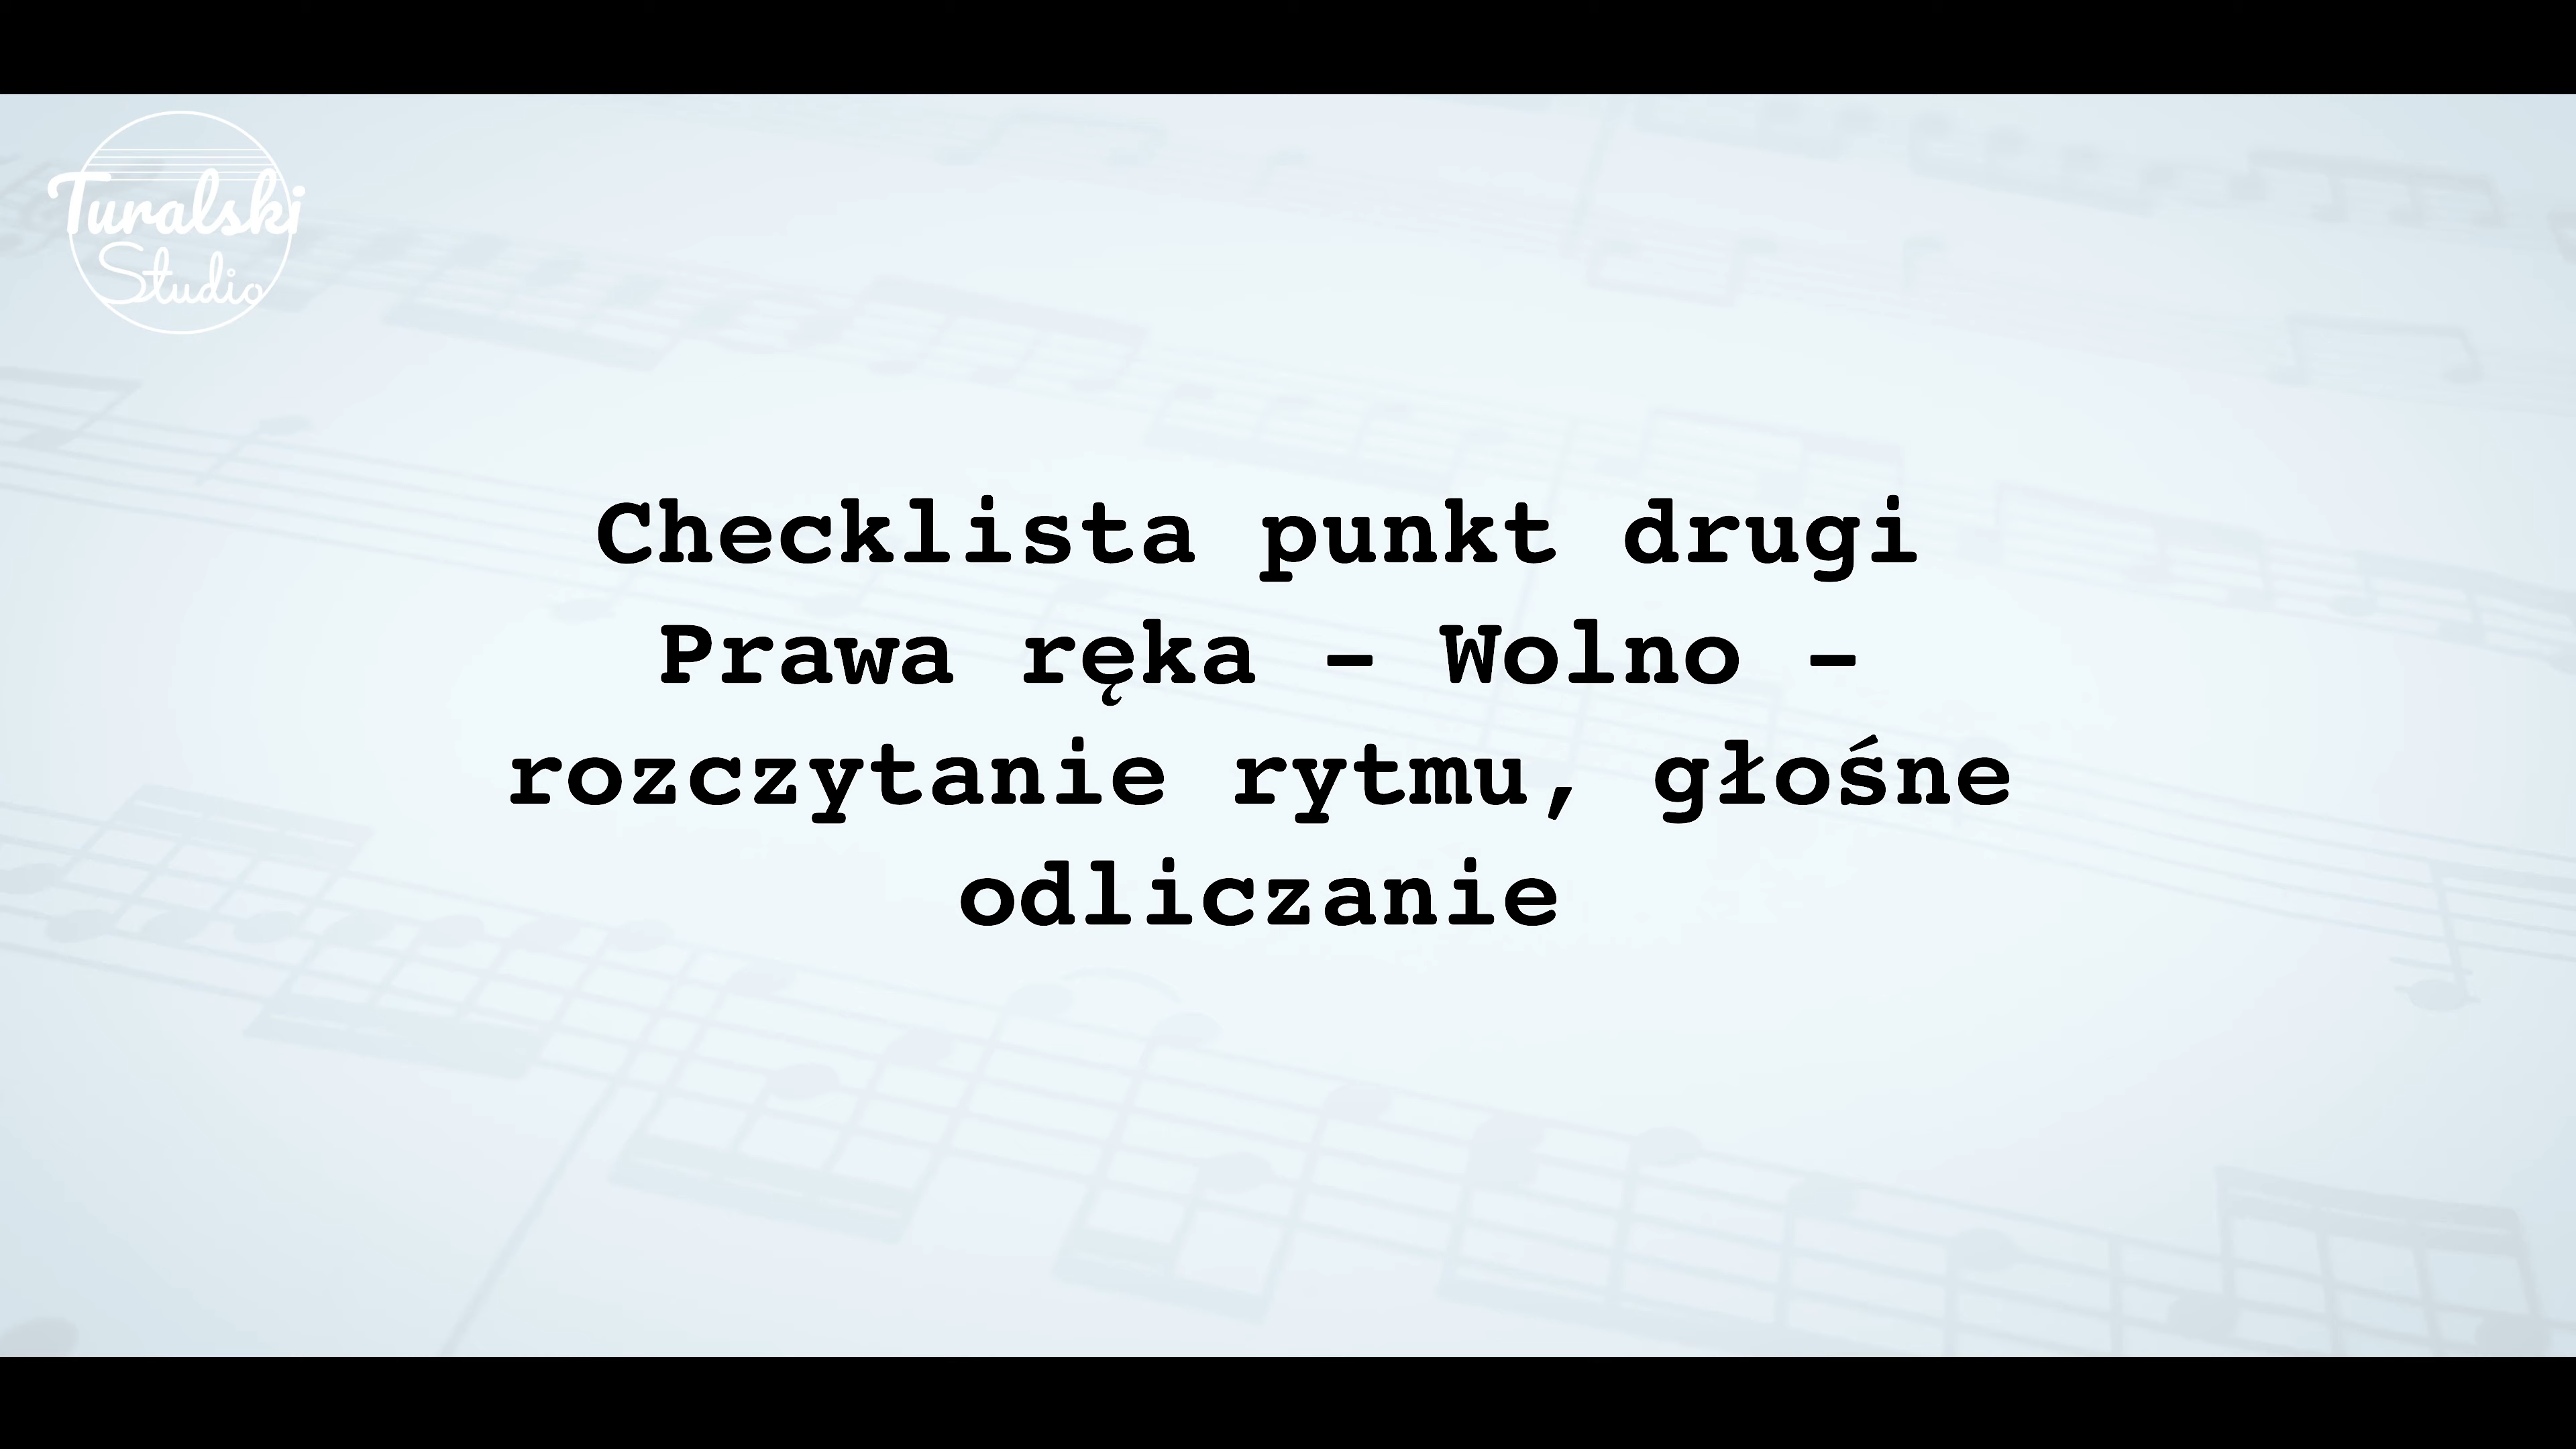 Turalski
Studio
Checklista punkt drugi
Prawa ręka - Wolno -
rozczytanie rytmu, głośne
odliczanie